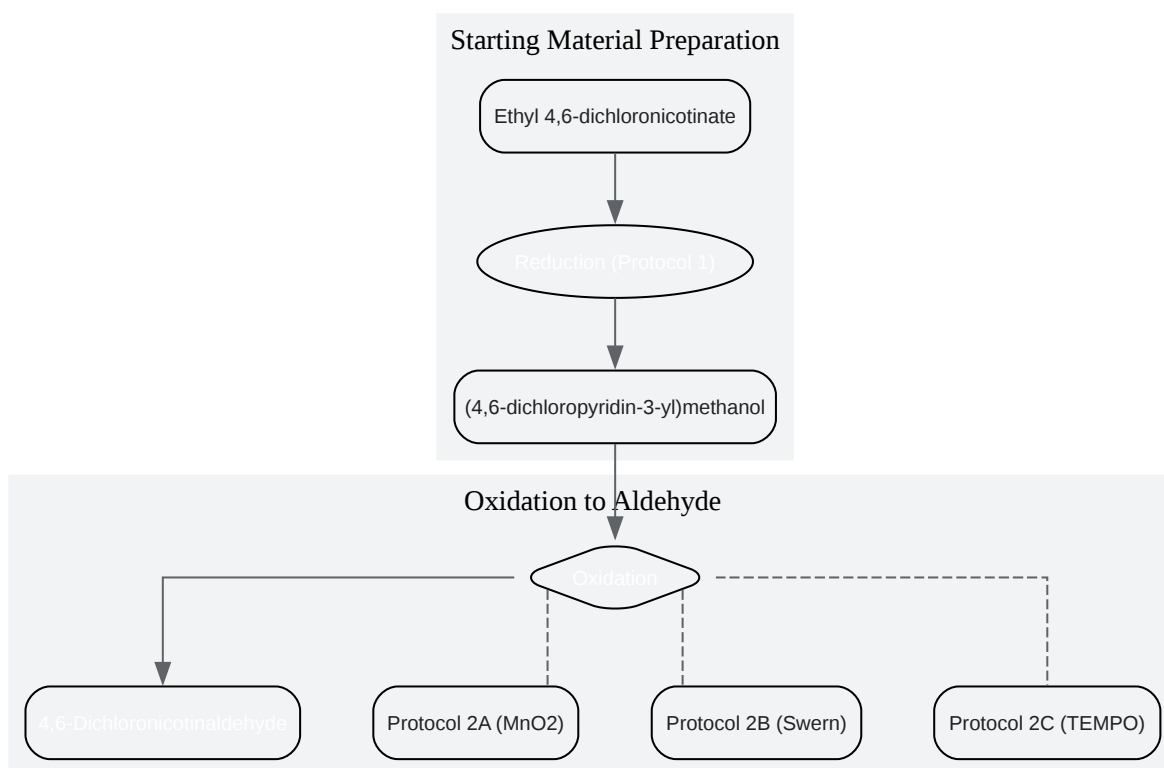 Starting Material Preparation
Ethyl 4,6-dichloronicotinate
Reduction (Protocol 1)
(4,6-dichloropyridin-3-yl)methanol
Oxidation to Aldehyde
Oxidation
4,6-Dichloronicotinaldehyde
Protocol 2A (MnO2)
Protocol 2B (Swern)
Protocol 2C (TEMPO)